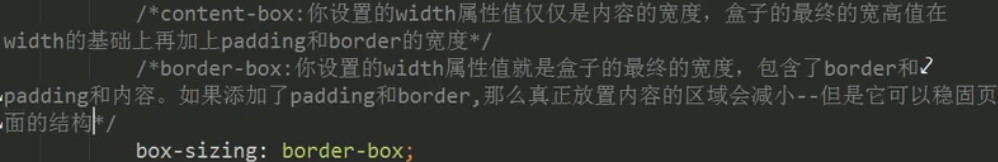 /*content-box:你设置的width属性值仅仅是内容的宽度，盒子的最终的宽高值在
width的基础上再加上padding和border的宽度*/
/*border-box:你设置的width属性值就是盒子的最终的宽度，包含了border和
padding和内容。如果添加了padding和border,那么真正放置内容的区域会减小--但是它可以稳固页
面的结构*/
box-sizing: border-box;